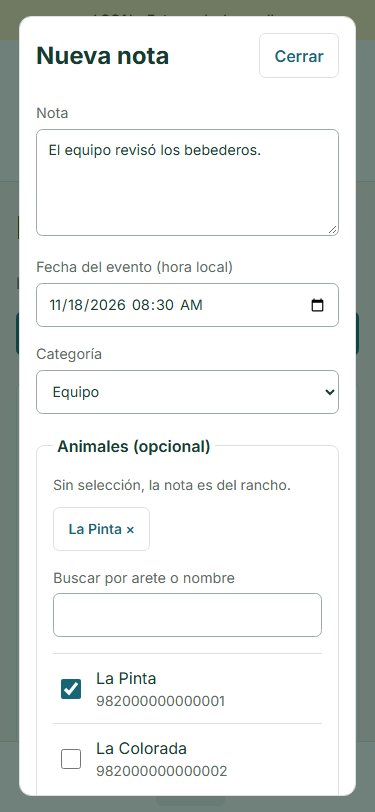 Nueva nota
Cerrar
Nota
El equipo revisó los bebederos.
Fecha del evento (hora local)
11/18/2026 08:30 AM
Categoría
Equipo
Animales (opcional)
Sin selección, la nota es del rancho.
La Pinta ×
Buscar por arete o nombre
La Pinta
982000000000001
La Colorada
982000000000002